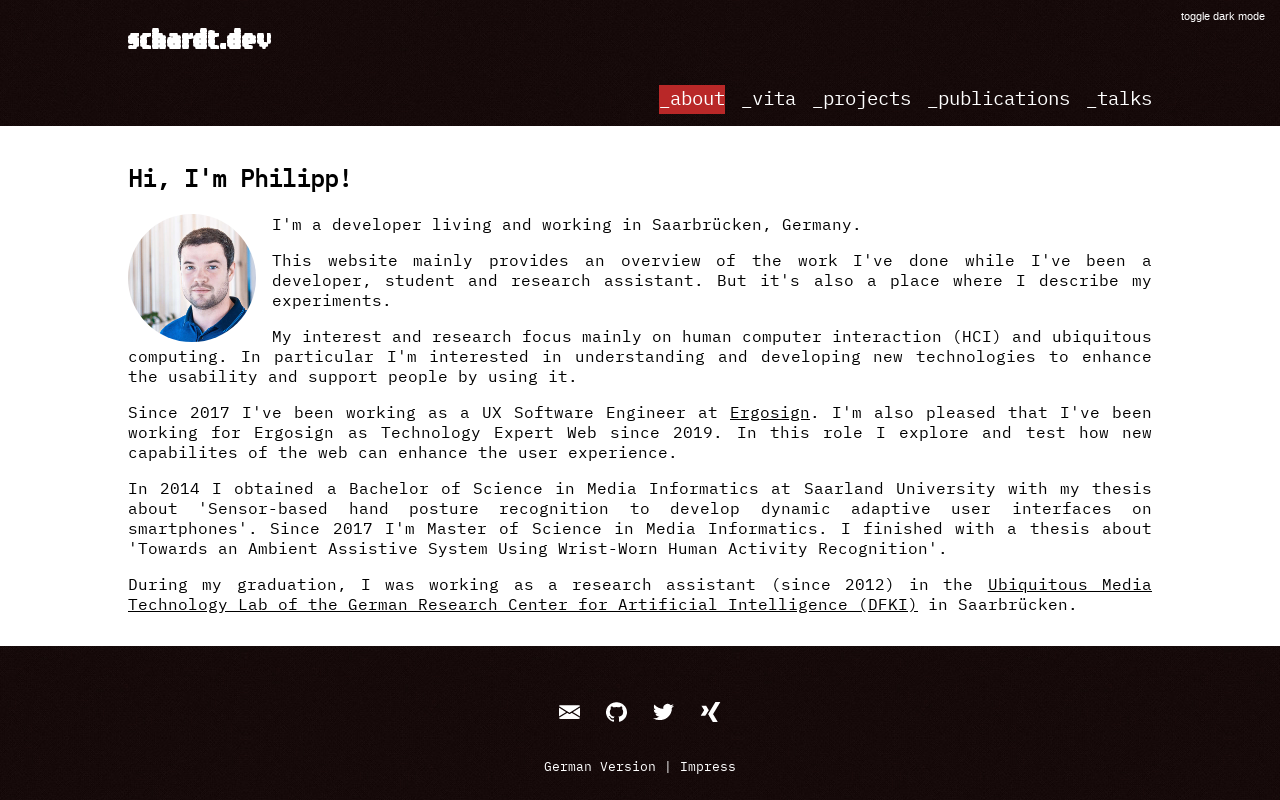 toggle dark mode
schardt.dev
_about _vita _projects _publications _talks
Hi, I'm Philipp!
I'm a developer living and working in Saarbrücken, Germany.
This website mainly provides an overview of the work I've done while I've been a
developer, student and research assistant. But it's also a place where I describe my
experiments.
My interest and research focus mainly on human computer interaction (HCI) and ubiquitous
computing. In particular I'm interested in understanding and developing new technologies to enhance
the usability and support people by using it.
Since 2017 I've been working as a UX Software Engineer at Ergosign. I'm also pleased that I've been
working for Ergosign as Technology Expert Web since 2019. In this role I explore and test how new
capabilites of the web can enhance the user experience.
In 2014 I obtained a Bachelor of Science in Media Informatics at Saarland University with my thesis
about 'Sensor-based hand posture recognition to develop dynamic adaptive user interfaces on
smartphones'. Since 2017 I'm Master of Science in Media Informatics. I finished with a thesis about
'Towards an Ambient Assistive System Using Wrist-Worn Human Activity Recognition'.
During my graduation, I was working as a research assistant (since 2012) in the Ubiquitous Media
Technology Lab of the German Research Center for Artificial Intelligence (DFKI) in Saarbrücken.
German Version | Impress